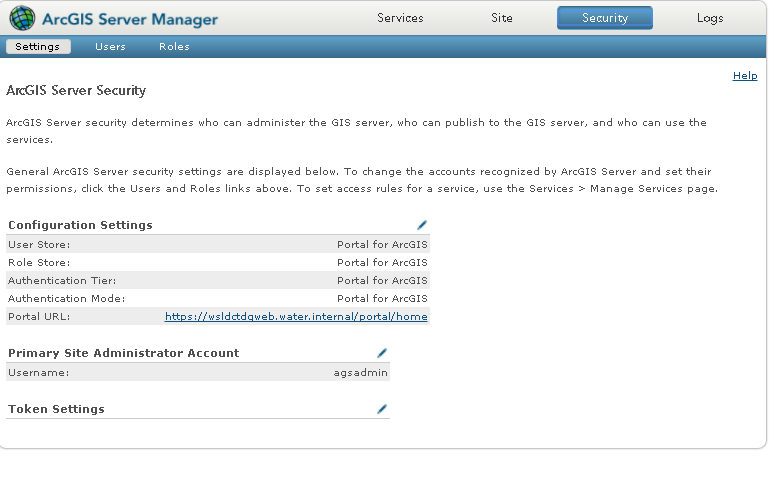 ArcGIS Server Manager
Services Site Security Logs
Settings Users Roles
Help
ArcGIS Server Security
ArcGIS Server security determines who can administer the GIS server, who can publish to the GIS server, and who can use the
services.
General ArcGIS Server security settings are displayed below. To change the accounts recognized by ArcGIS Server and set their
permissions, click the Users and Roles links above. To set access rules for a service, use the Services > Manage Services page.
Configuration Settings
User Store: Portal for ArcGIS
Role Store: Portal for ArcGIS
Authentication Tier: Portal for ArcGIS
Authentication Mode: Portal for ArcGIS
Portal URL: https://wsldctdgweb.water.internal/portal/home
Primary Site Administrator Account
Username: agsadmin
Token Settings